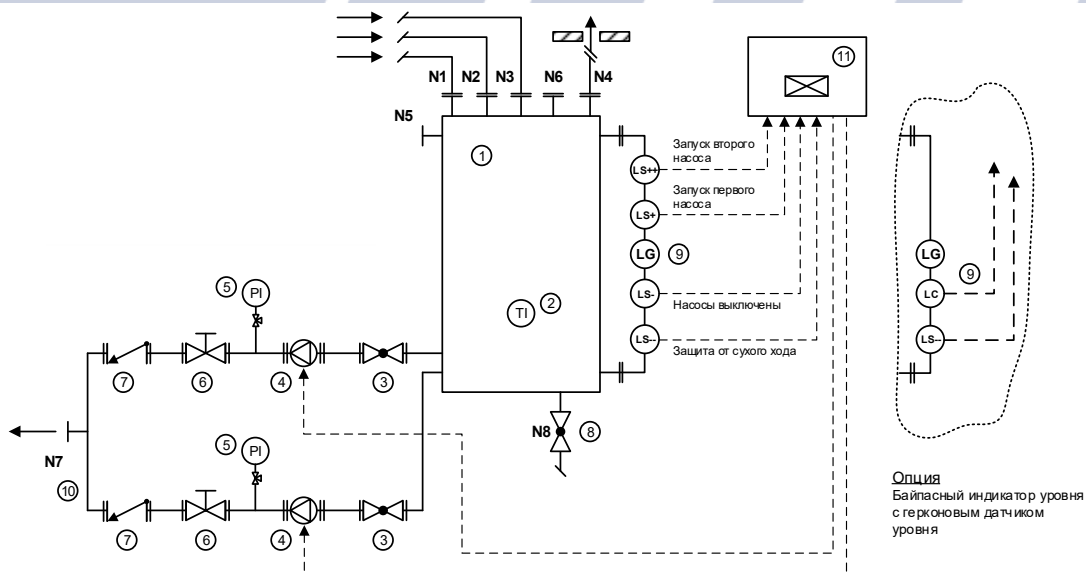 N1
N2
N3
N6
N4
11
N5
1
Запуск второго
насоса
LS++
Запуск первого
насоса
LS+
LG
9
LS-
Насосы выключены
LS--
Защита от сухого хода
TI
2
5
PI
7
6
4
3
N7
10
5
PI
7
6
4
3
N8
8
LG
9
LC
LS--
Опция
Байпасный индикатор уровня
с герконовым датчиком
уровня